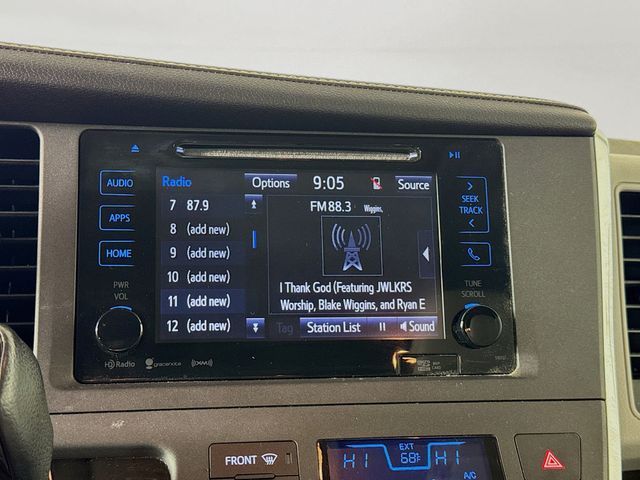 AUDIO
APPS
HOME
PWR
VOL
Radio
Options
9:05
Source
7 87.9
8 (add new)
9 (add new)
10 (add new)
11 (add new)
12 (add new)
FM 88.3
Wiggins,
I Thank God (Featuring JWLKRS
Worship, Blake Wiggins, and Ryan E
Tag
Station List
Sound
SEEK
TRACK
TUNE
SCROLL
HD Radio
gracenote
((XM))
FRONT
HI
EXT
68°F
HI
A/C